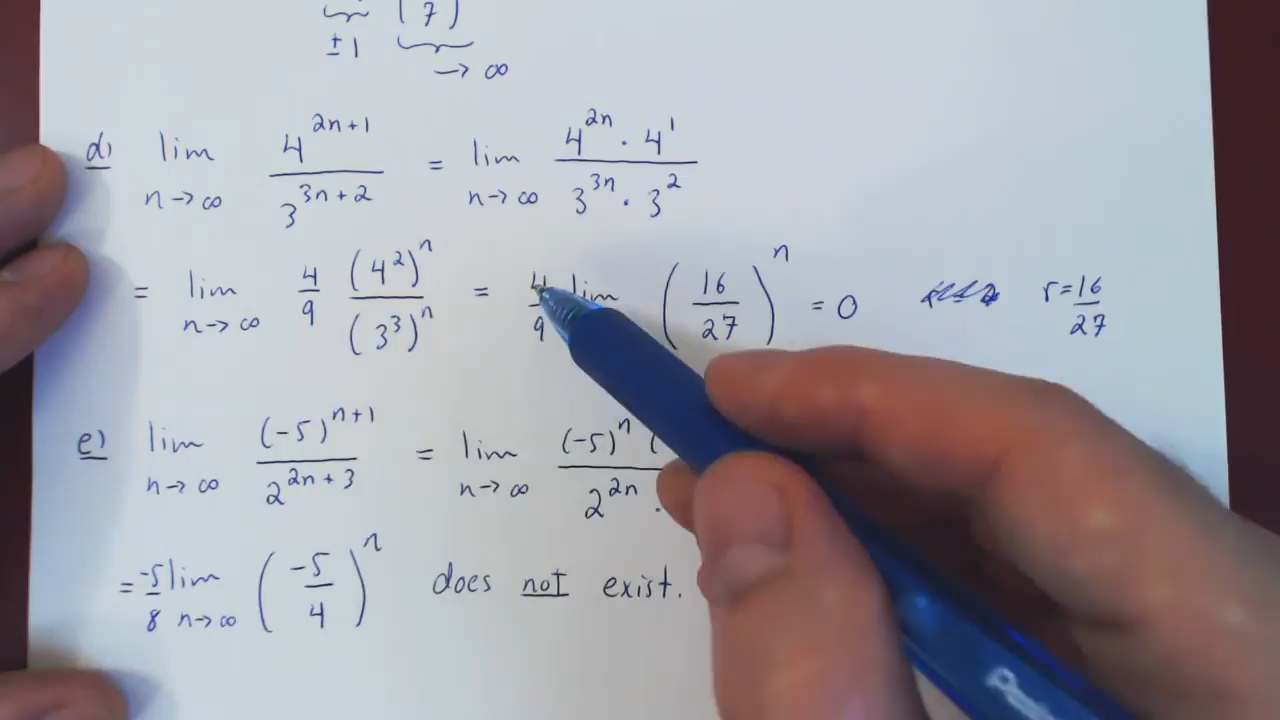 ( 7 )
± 1
→ ∞
d) lim n→∞ 4^{2n+1} / 3^{3n+2} = lim n→∞ 4^{2n} · 4^1 / 3^{3n} · 3^2
= lim n→∞ 4/9 (4^2)^n / (3^3)^n = 4/9 lim (16/27)^n = 0 r = 16/27
e) lim n→∞ (-5)^{n+1} / 2^{2n+3} = lim n→∞ (-5)^n ( / 2^{2n} ·
= -5/8 lim n→∞ (-5/4)^n does not exist.